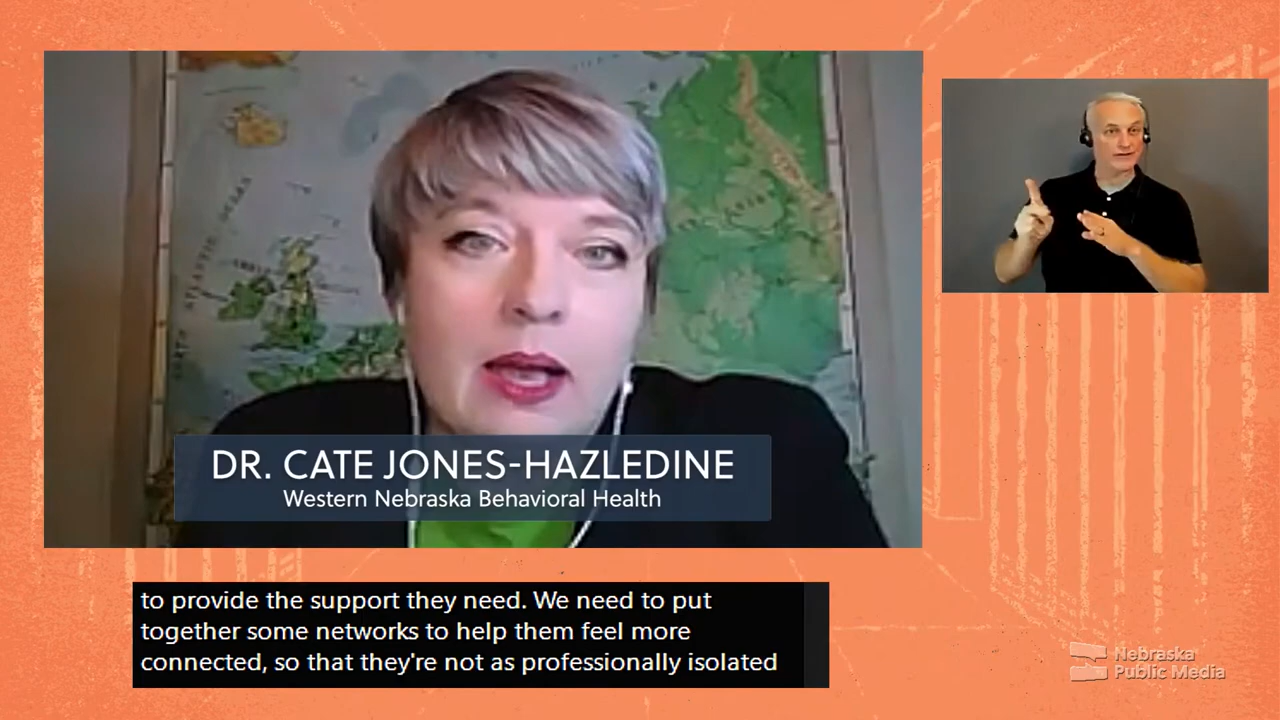 ATLANTIC OCEAN
DR. CATE JONES-HAZLEDINE
Western Nebraska Behavioral Health
to provide the support they need. We need to put
together some networks to help them feel more
connected, so that they're not as professionally isolated
Nebraska
Public Media